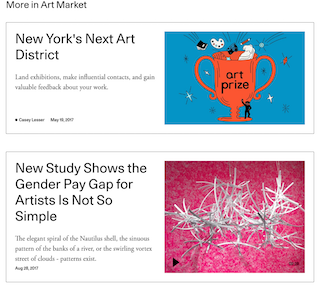 More in Art Market
New York's Next Art
District
Land exhibitions, make influential contacts, and gain
valuable feedback about your work.
Casey Lesser May 19, 2017
art
prize
New Study Shows the
Gender Pay Gap for
Artists Is Not So
Simple
The elegant spiral of the Nautilus shell, the sinuous
pattern of the banks of a river, or the swirling vortex
street of clouds - patterns exist.
Aug 28, 2017